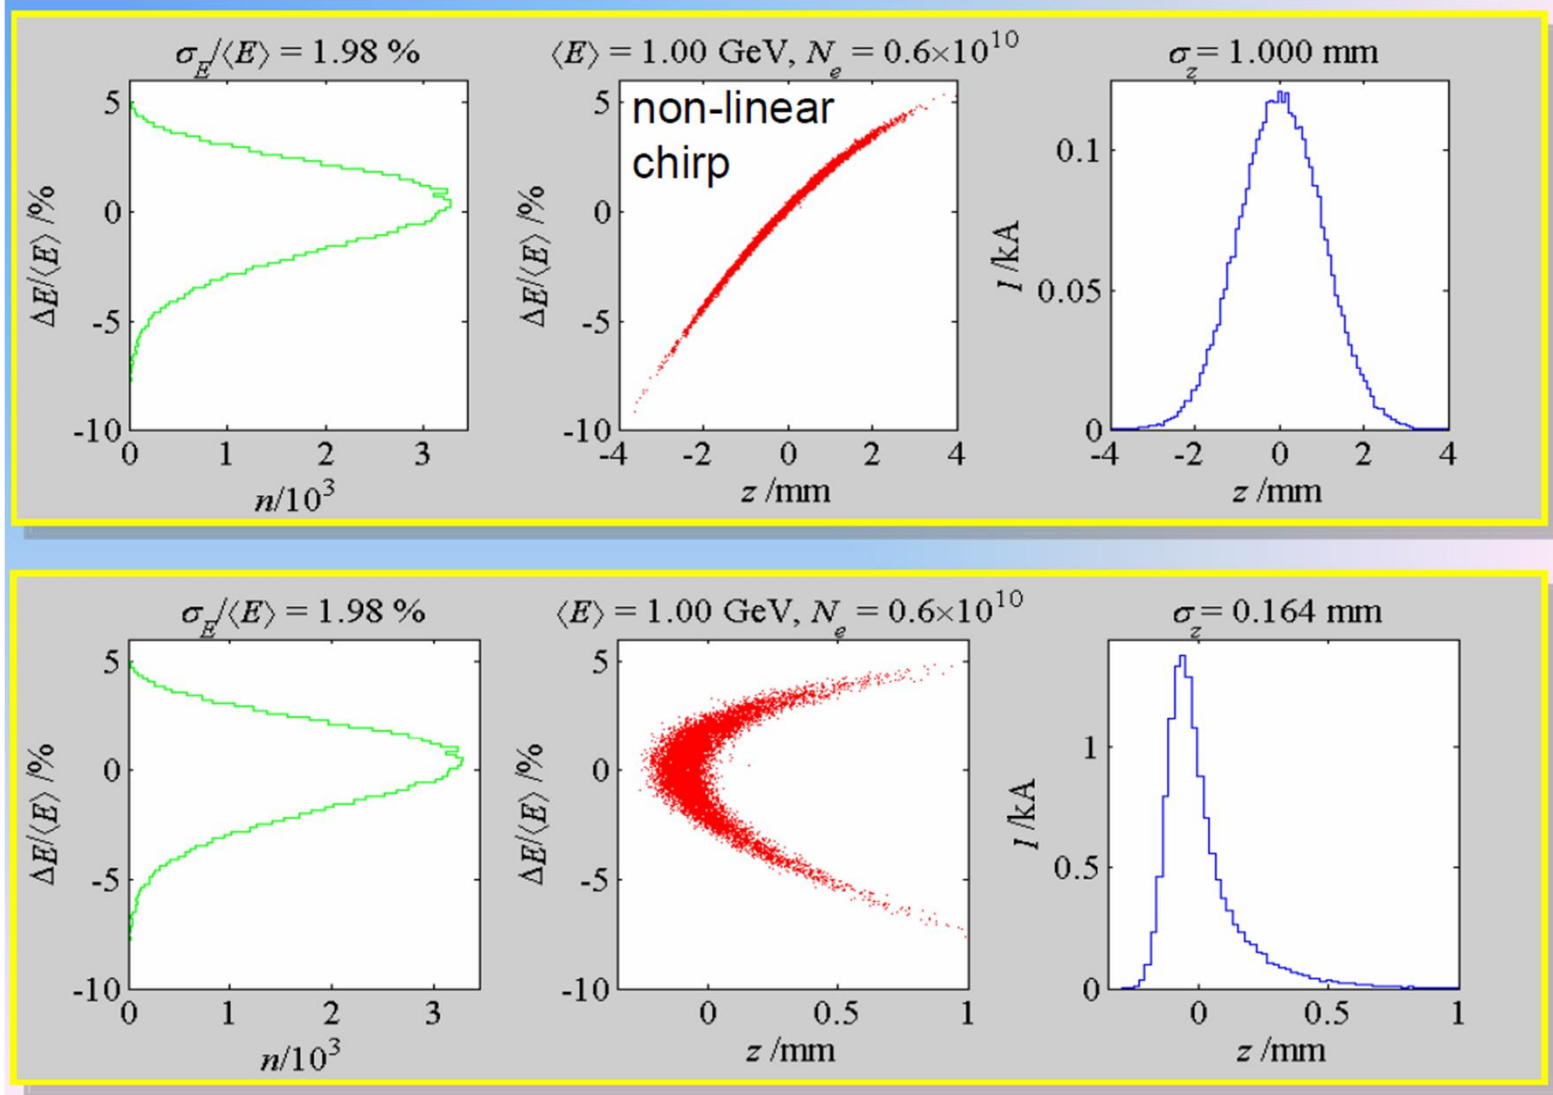 σ_E/⟨E⟩ = 1.98 %
⟨E⟩ = 1.00 GeV, N_e = 0.6×10^10
σ_z = 1.000 mm
5
0
-5
-10
ΔE/⟨E⟩ /%
0 1 2 3
n/10^3
non-linear
chirp
5
0
-5
-10
ΔE/⟨E⟩ /%
-4 -2 0 2 4
z /mm
0.1
0.05
0
I /kA
-4 -2 0 2 4
z /mm
σ_E/⟨E⟩ = 1.98 %
⟨E⟩ = 1.00 GeV, N_e = 0.6×10^10
σ_z = 0.164 mm
5
0
-5
-10
ΔE/⟨E⟩ /%
0 1 2 3
n/10^3
5
0
-5
-10
ΔE/⟨E⟩ /%
0 0.5 1
z /mm
1
0.5
0
I /kA
0 0.5 1
z /mm